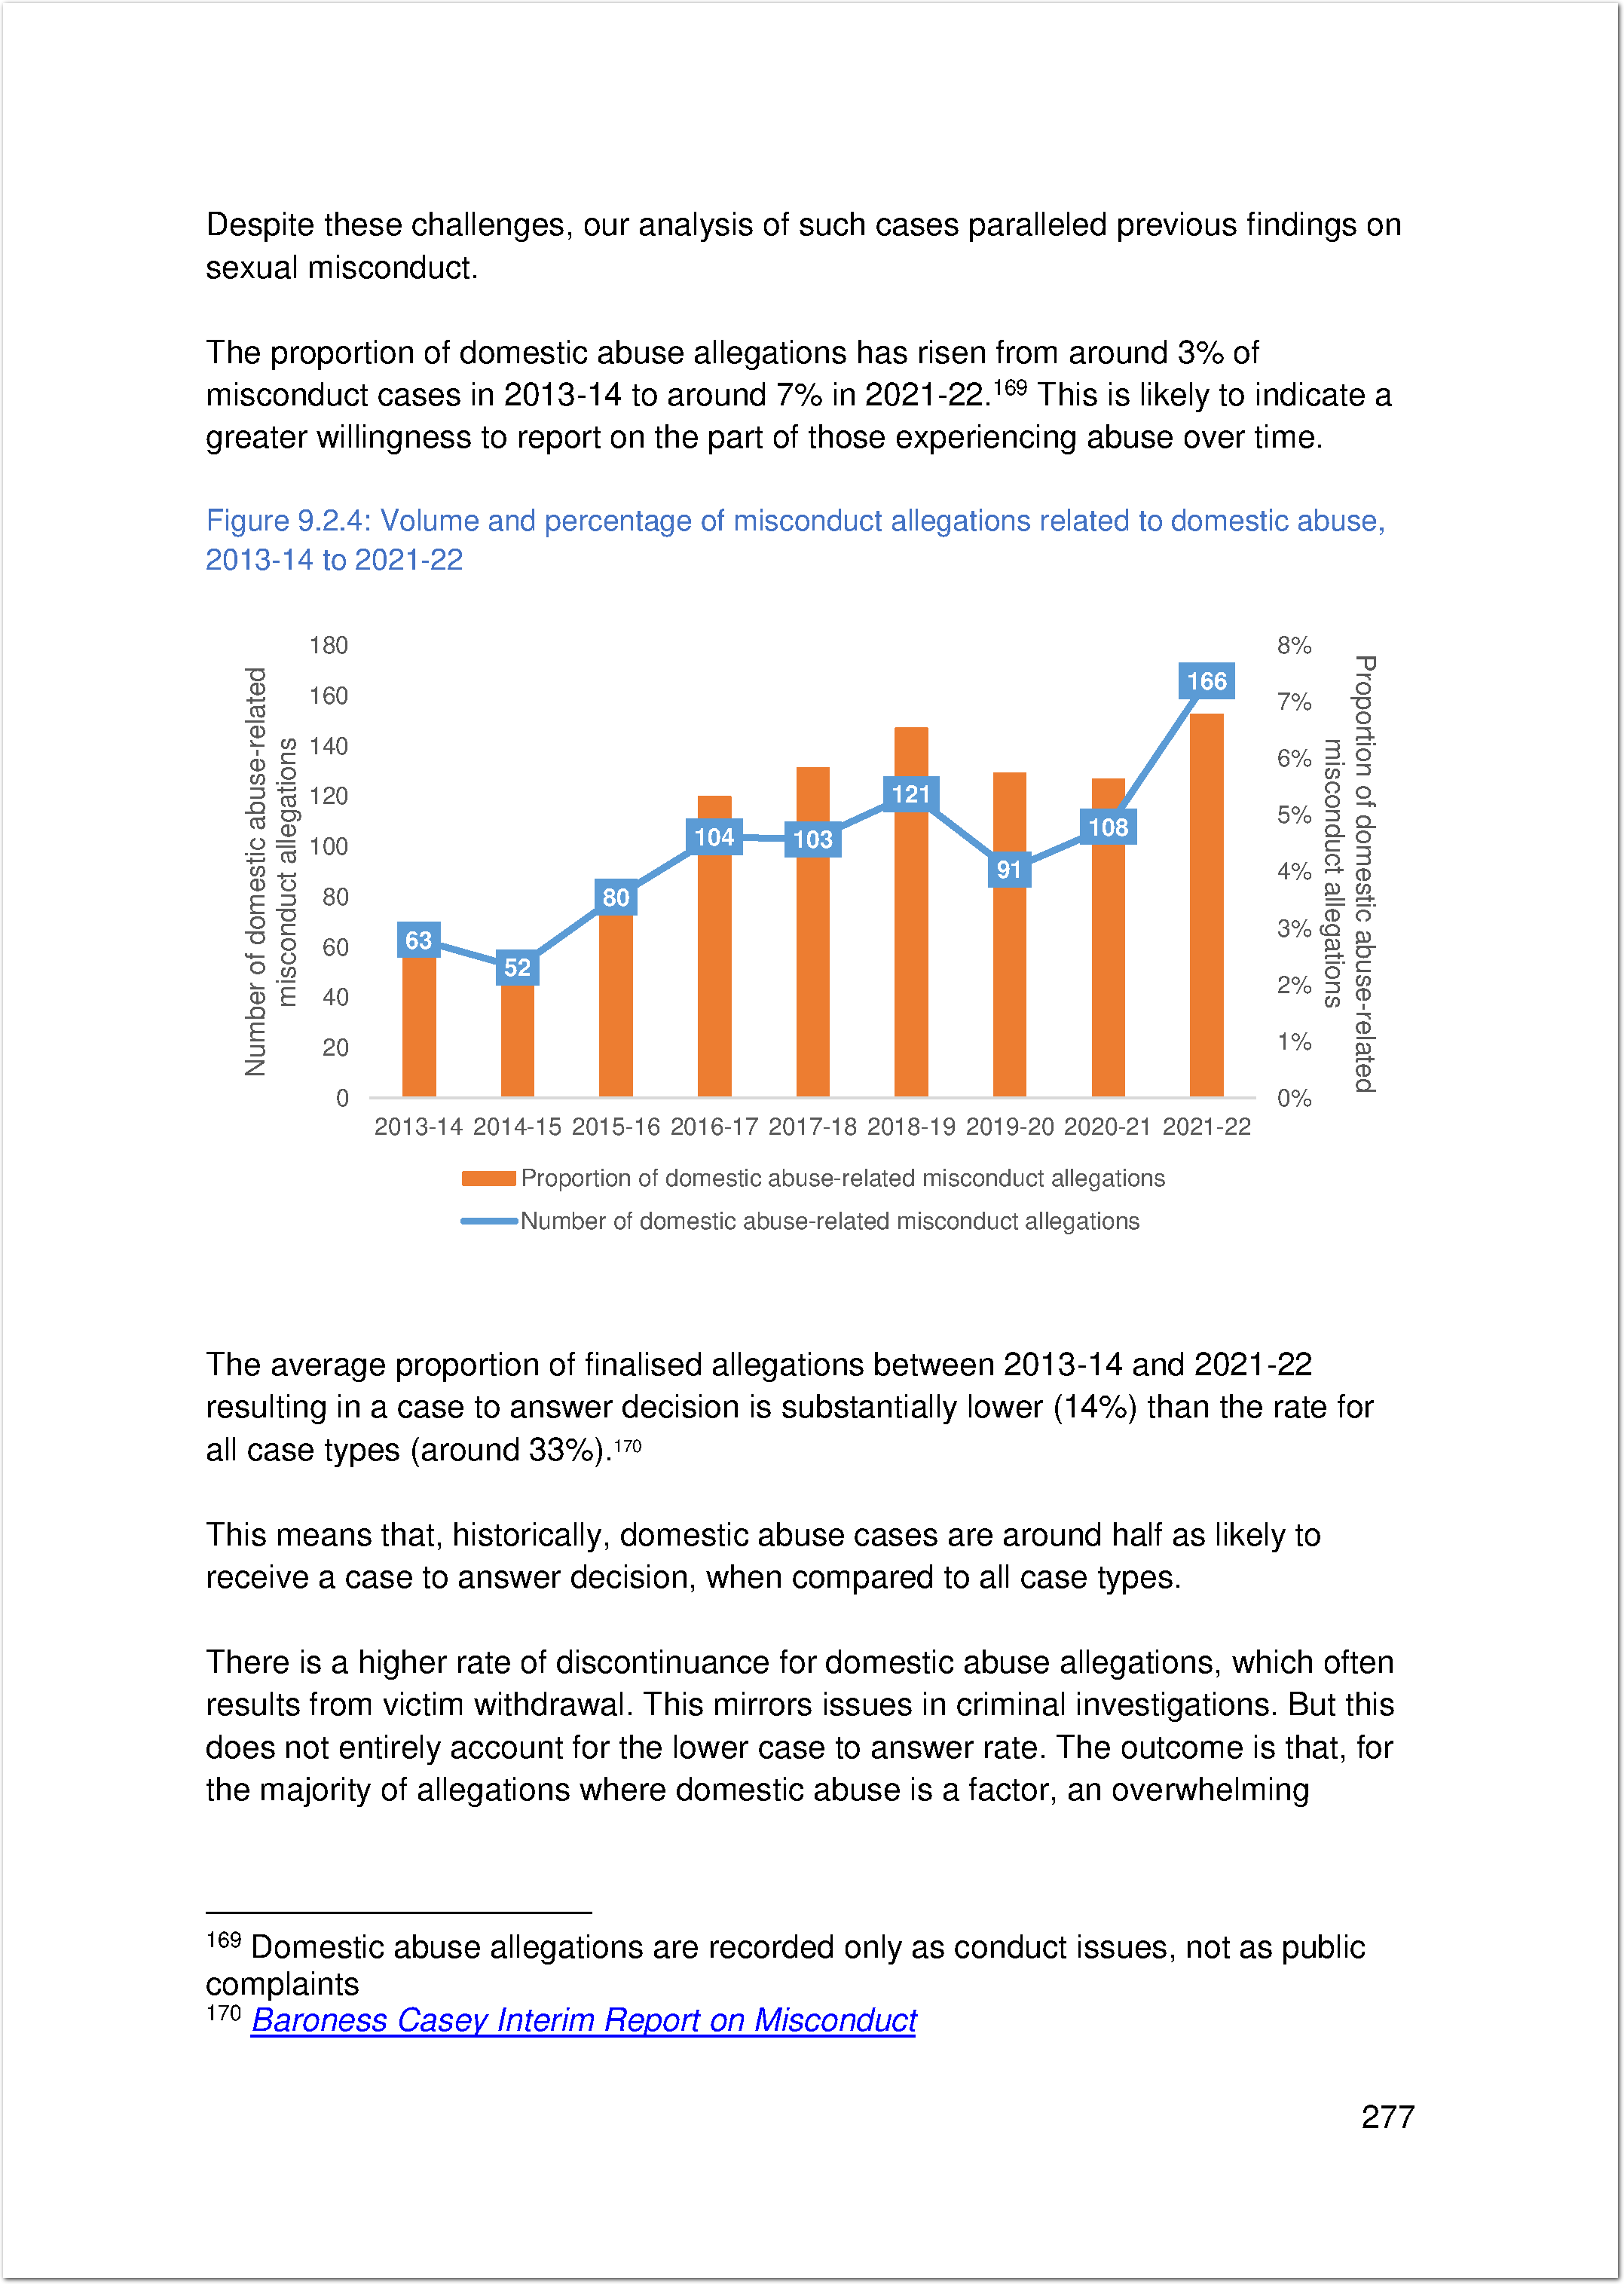 Despite these challenges, our analysis of such cases paralleled previous findings on
sexual misconduct.
The proportion of domestic abuse allegations has risen from around 3% of
misconduct cases in 2013-14 to around 7% in 2021-22.169 This is likely to indicate a
greater willingness to report on the part of those experiencing abuse over time.
Figure 9.2.4: Volume and percentage of misconduct allegations related to domestic abuse,
2013-14 to 2021-22
Number of domestic abuse-related
misconduct allegations
180
160
140
120
100
80
60
40
20
0
63
52
80
104
103
121
91
108
166
8%
7%
6%
5%
4%
3%
2%
1%
0%
Proportion of domestic abuse-related
misconduct allegations
2013-14 2014-15 2015-16 2016-17 2017-18 2018-19 2019-20 2020-21 2021-22
Proportion of domestic abuse-related misconduct allegations
Number of domestic abuse-related misconduct allegations
The average proportion of finalised allegations between 2013-14 and 2021-22
resulting in a case to answer decision is substantially lower (14%) than the rate for
all case types (around 33%).170
This means that, historically, domestic abuse cases are around half as likely to
receive a case to answer decision, when compared to all case types.
There is a higher rate of discontinuance for domestic abuse allegations, which often
results from victim withdrawal. This mirrors issues in criminal investigations. But this
does not entirely account for the lower case to answer rate. The outcome is that, for
the majority of allegations where domestic abuse is a factor, an overwhelming
169 Domestic abuse allegations are recorded only as conduct issues, not as public
complaints
170 Baroness Casey Interim Report on Misconduct
277